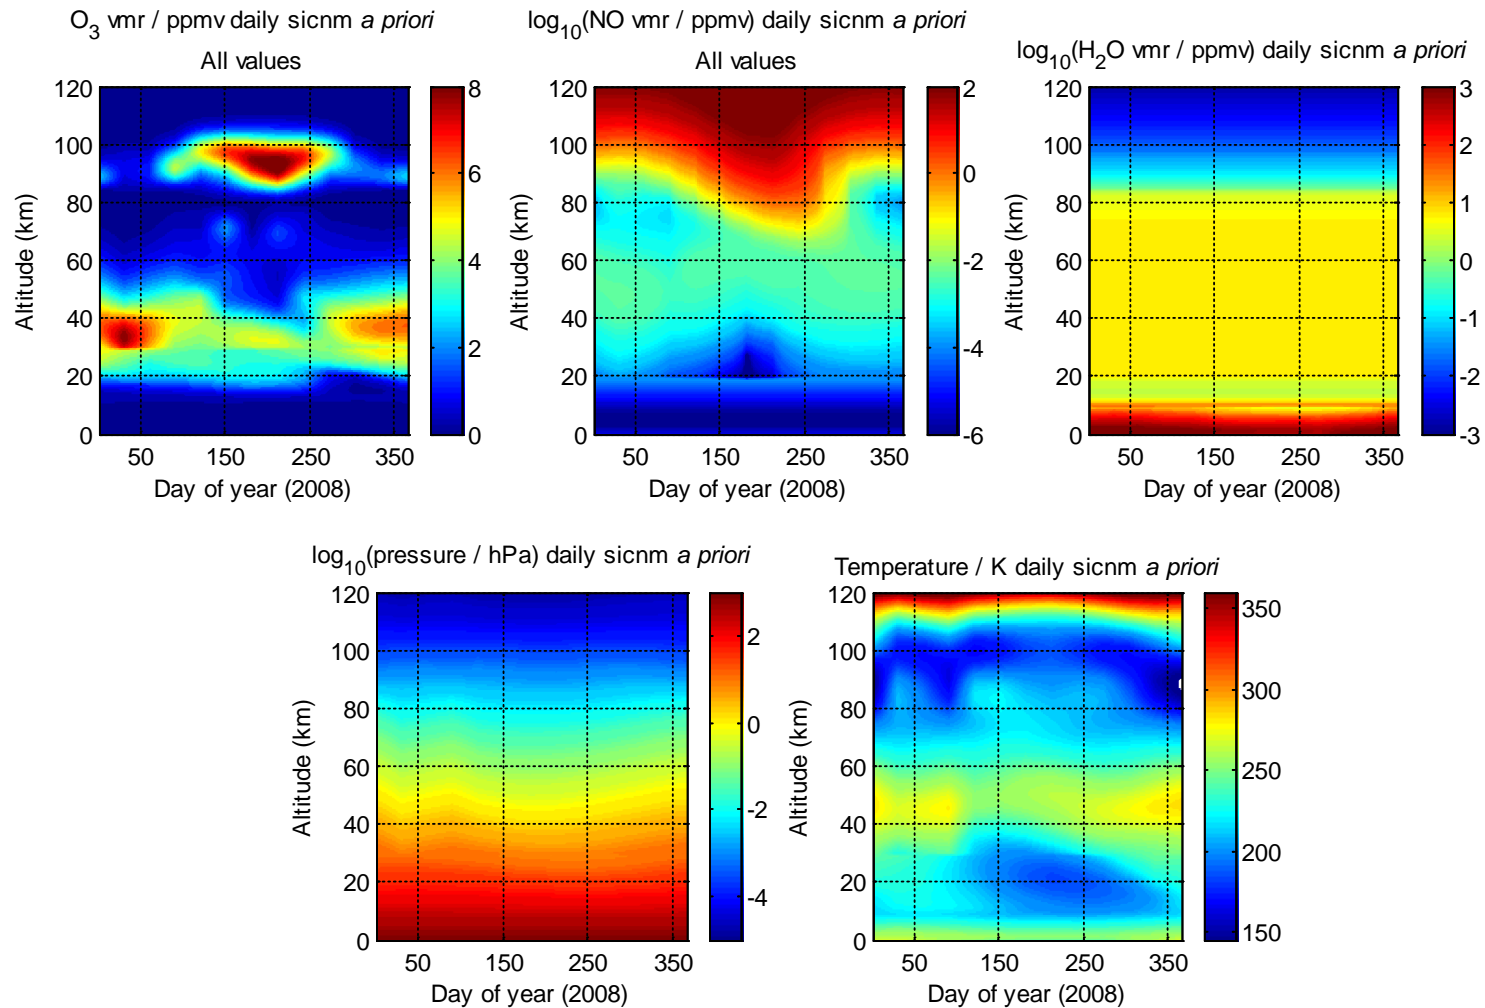 O3 vmr / ppmv daily sicnm a priori
All values
120
100
80
60
40
20
0
Altitude (km)
50 150 250 350
Day of year (2008)
8
6
4
2
0
log10(NO vmr / ppmv) daily sicnm a priori
All values
120
100
80
60
40
20
0
Altitude (km)
50 150 250 350
Day of year (2008)
2
0
-2
-4
-6
log10(H2O vmr / ppmv) daily sicnm a priori
120
100
80
60
40
20
0
Altitude (km)
50 150 250 350
Day of year (2008)
3
2
1
0
-1
-2
-3
log10(pressure / hPa) daily sicnm a priori
120
100
80
60
40
20
0
Altitude (km)
50 150 250 350
Day of year (2008)
2
0
-2
-4
Temperature / K daily sicnm a priori
120
100
80
60
40
20
0
Altitude (km)
50 150 250 350
Day of year (2008)
350
300
250
200
150